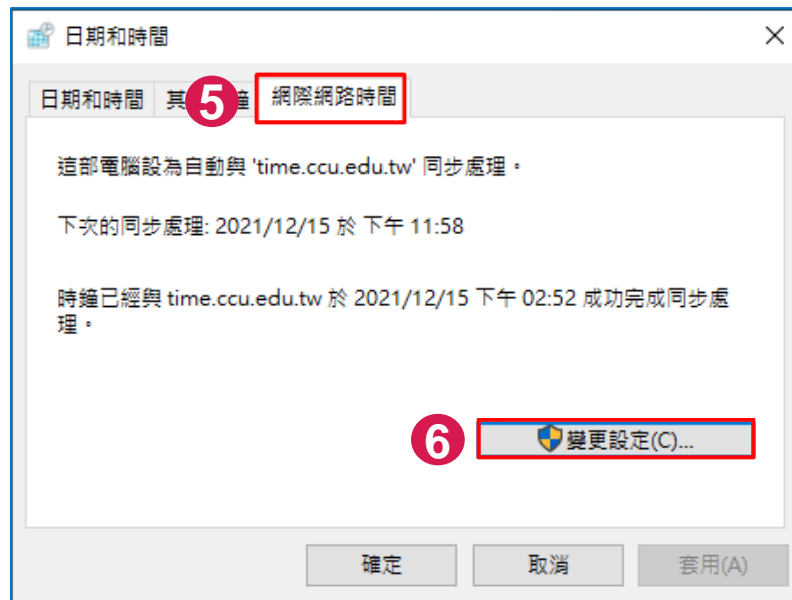 日期和時間
日期和時間 其 鐘 網際網路時間
5
這部電腦設為自動與 'time.ccu.edu.tw' 同步處理。
下次的同步處理: 2021/12/15 於 下午 11:58
時鐘已經與 time.ccu.edu.tw 於 2021/12/15 下午 02:52 成功完成同步處
理。
6
變更設定(C)...
確定 取消 套用(A)